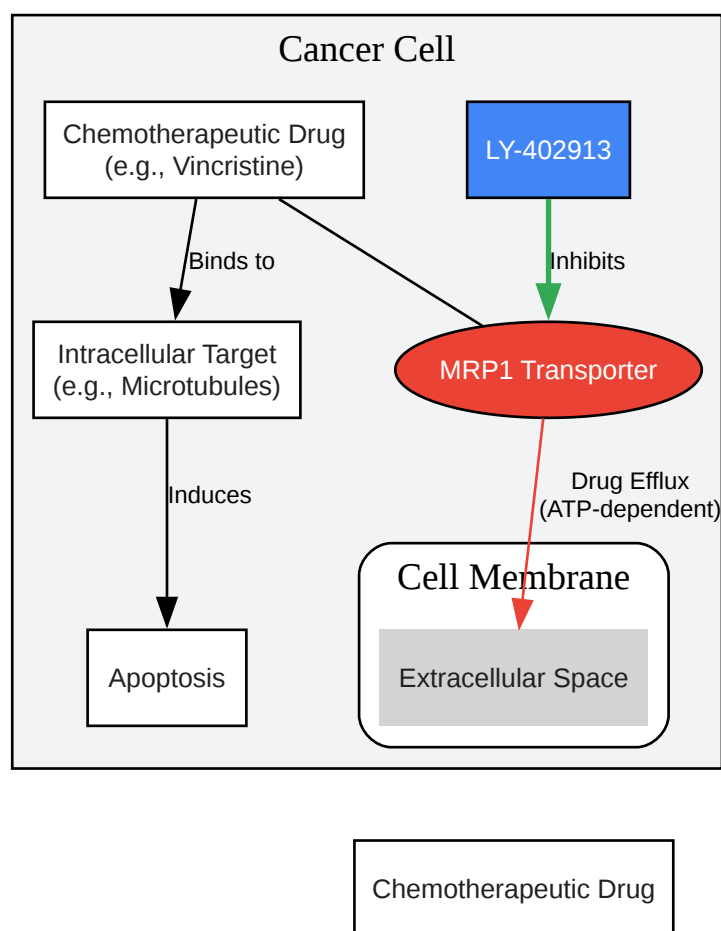 Cancer Cell
Chemotherapeutic Drug
(e.g., Vincristine)
LY-402913
Binds to
Inhibits
Intracellular Target
(e.g., Microtubules)
MRP1 Transporter
Induces
Drug Efflux
(ATP-dependent)
Cell Membrane
Apoptosis
Extracellular Space
Chemotherapeutic Drug